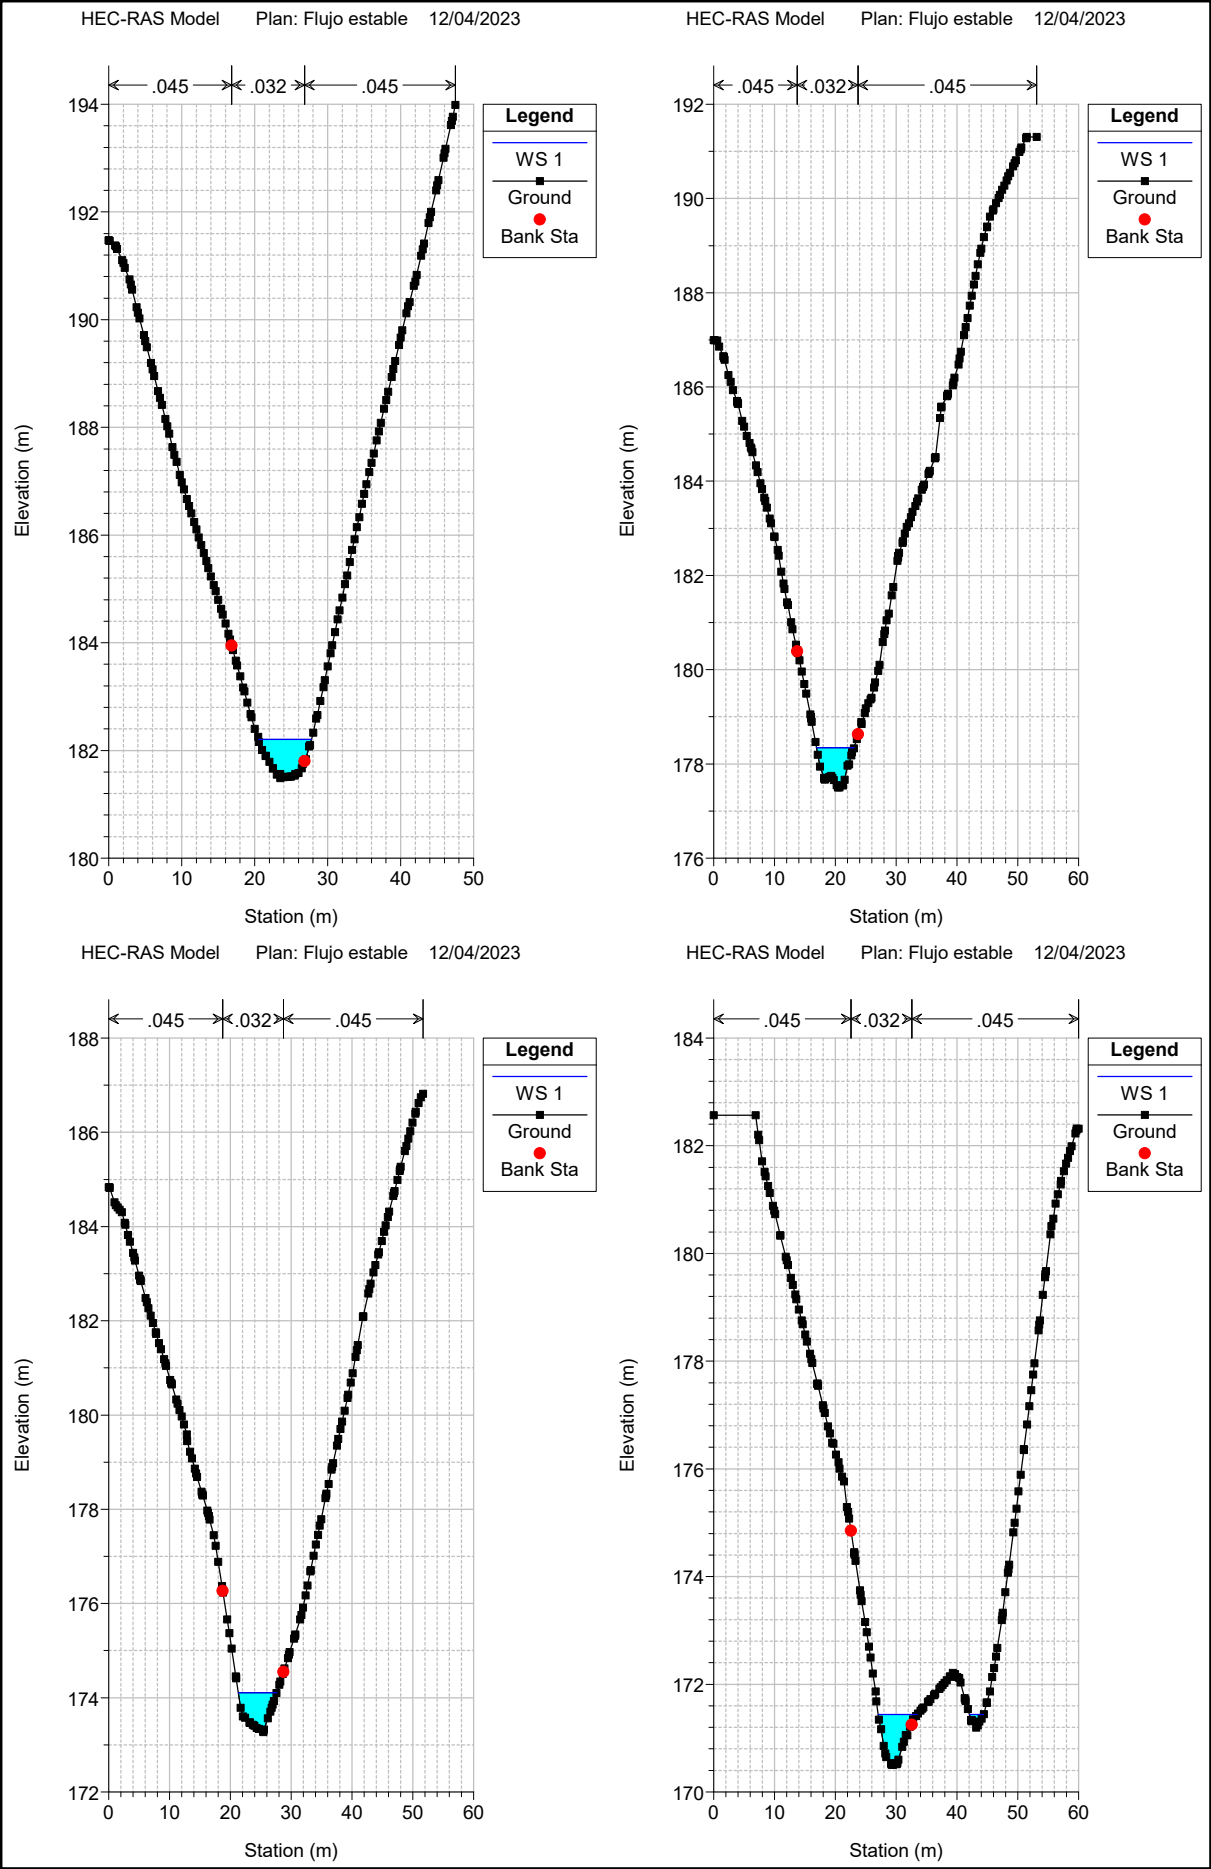 HEC-RAS Model Plan: Flujo estable 12/04/2023
.045 .032 .045
Legend
WS 1
Ground
Bank Sta
194
192
190
188
186
184
182
180
0 10 20 30 40 50
Elevation (m)
Station (m)
HEC-RAS Model Plan: Flujo estable 12/04/2023
.045 .032 .045
Legend
WS 1
Ground
Bank Sta
192
190
188
186
184
182
180
178
176
0 10 20 30 40 50 60
Elevation (m)
Station (m)
HEC-RAS Model Plan: Flujo estable 12/04/2023
.045 .032 .045
Legend
WS 1
Ground
Bank Sta
188
186
184
182
180
178
176
174
172
0 10 20 30 40 50 60
Elevation (m)
Station (m)
HEC-RAS Model Plan: Flujo estable 12/04/2023
.045 .032 .045
Legend
WS 1
Ground
Bank Sta
184
182
180
178
176
174
172
170
0 10 20 30 40 50 60
Elevation (m)
Station (m)